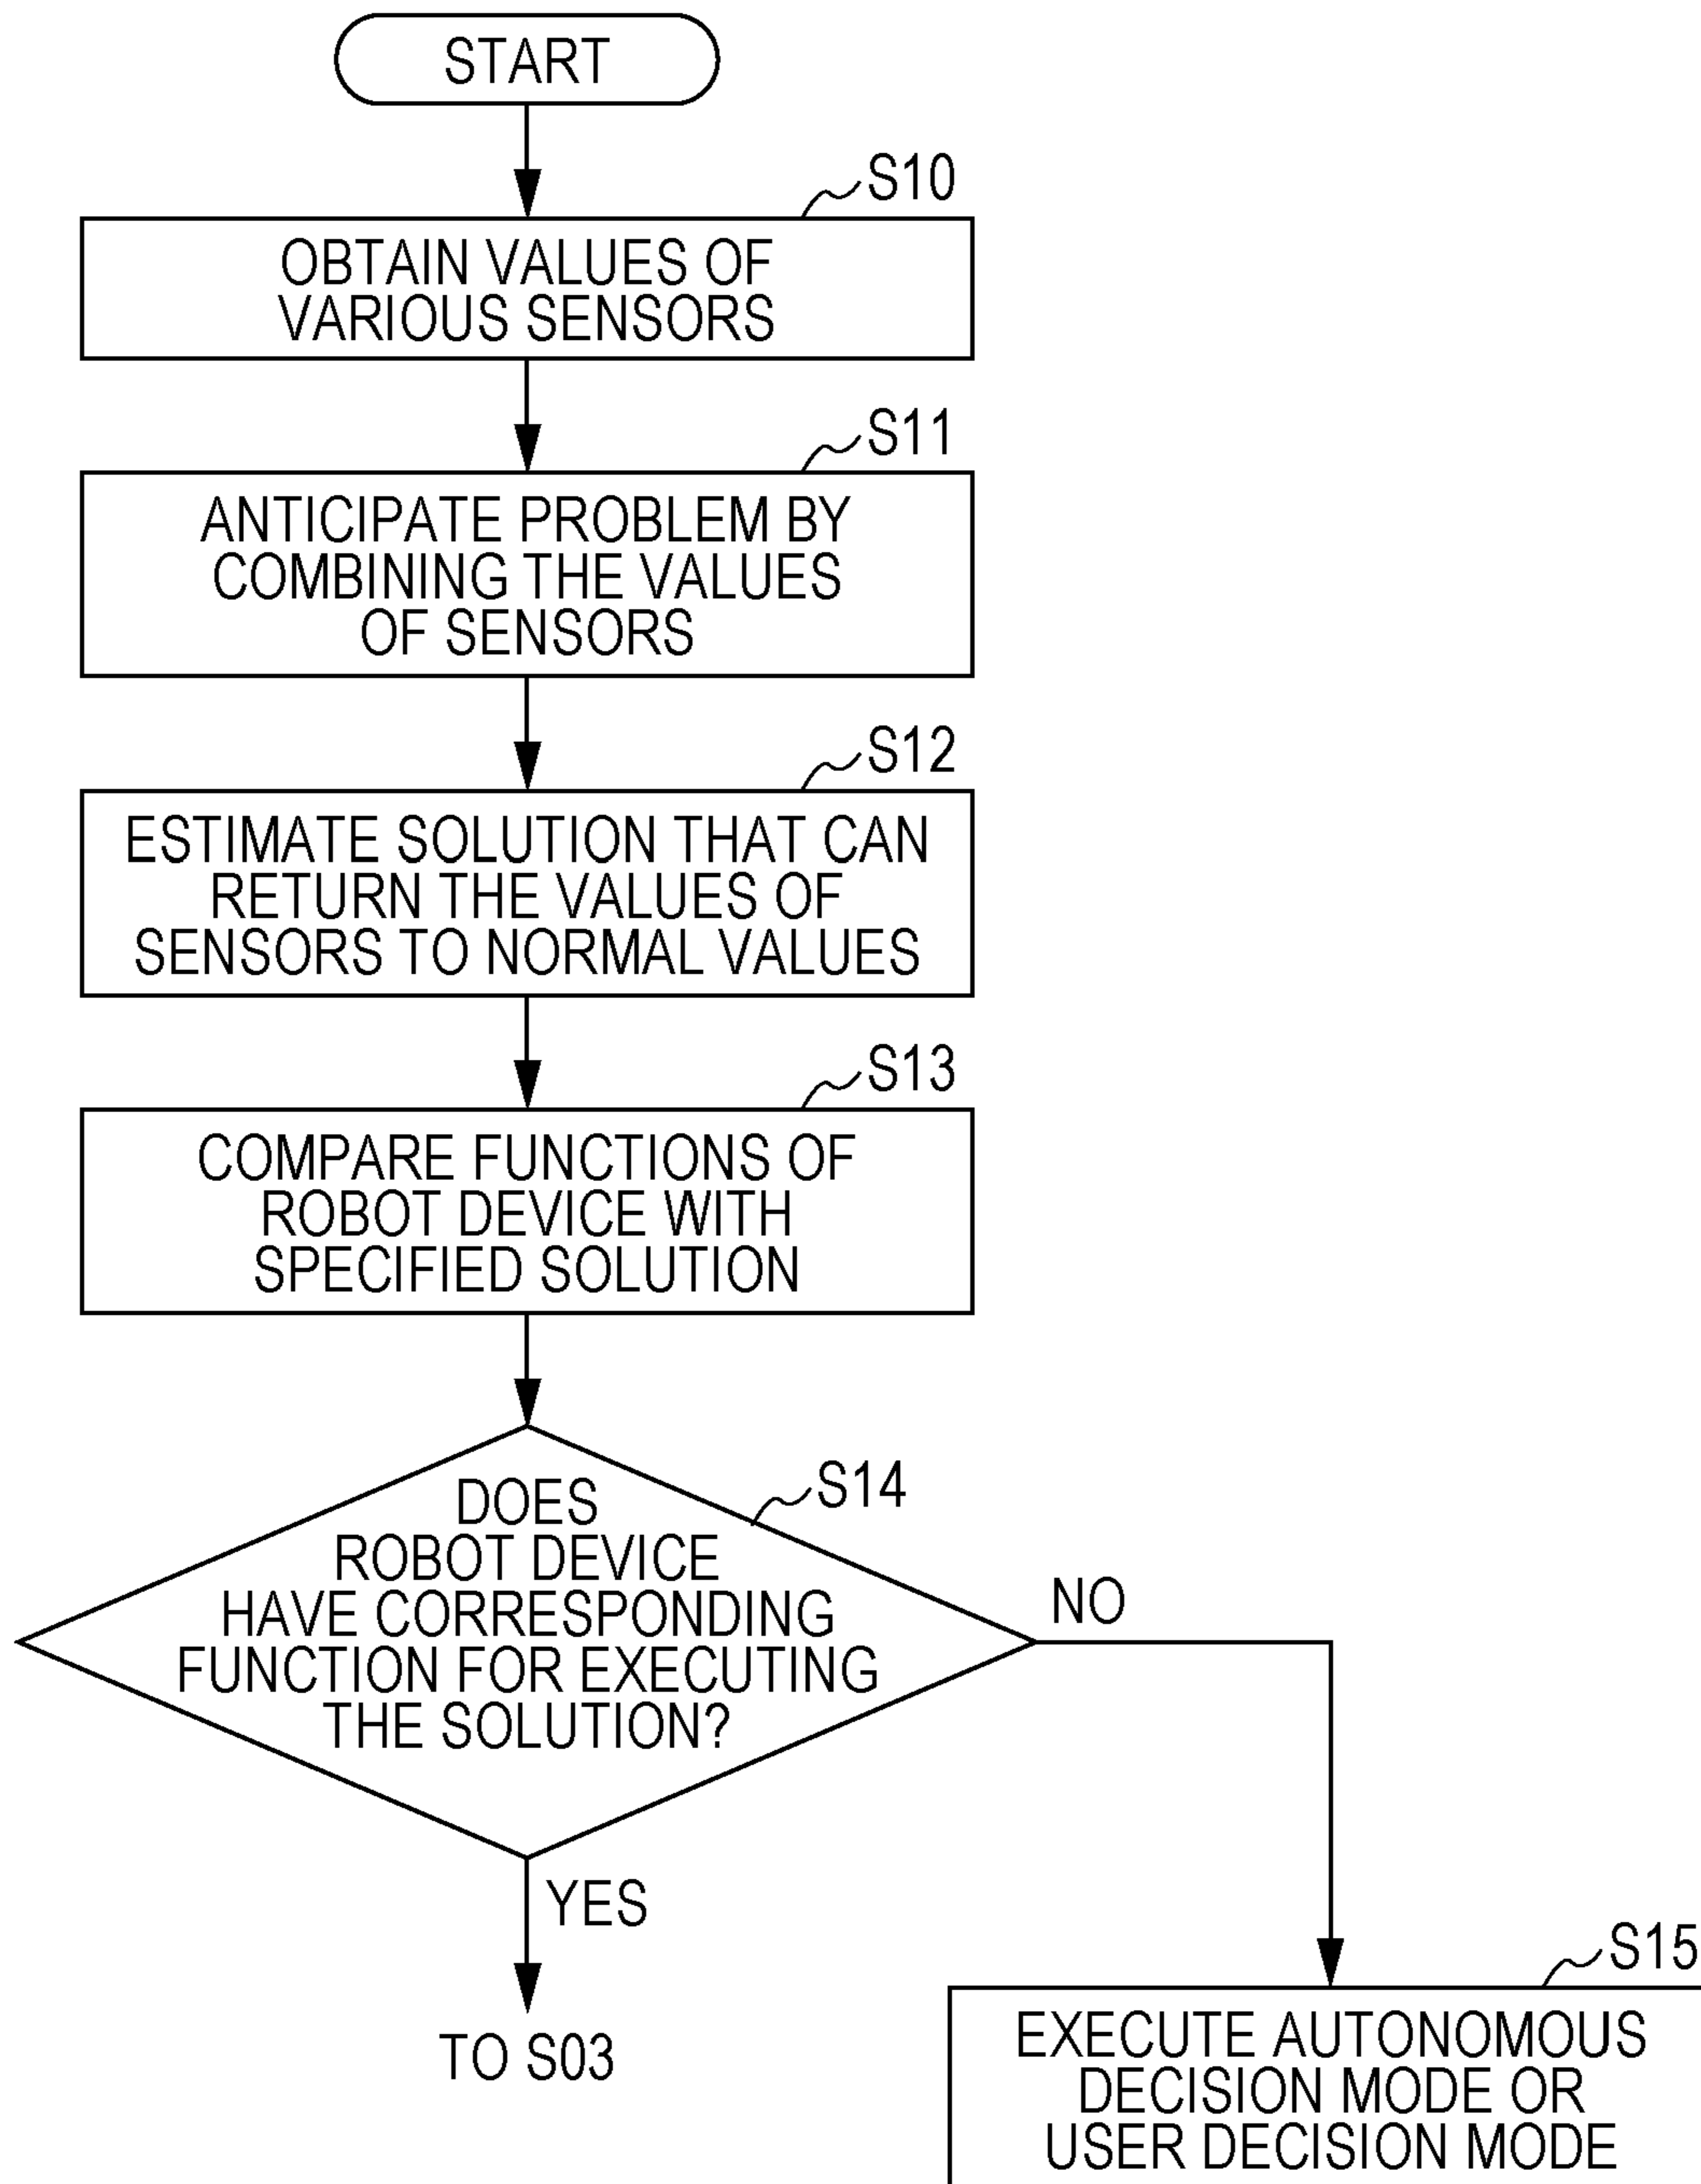 START
S10
OBTAIN VALUES OF
VARIOUS SENSORS
S11
ANTICIPATE PROBLEM BY
COMBINING THE VALUES
OF SENSORS
S12
ESTIMATE SOLUTION THAT CAN
RETURN THE VALUES OF
SENSORS TO NORMAL VALUES
S13
COMPARE FUNCTIONS OF
ROBOT DEVICE WITH
SPECIFIED SOLUTION
S14
DOES
ROBOT DEVICE
HAVE CORRESPONDING
FUNCTION FOR EXECUTING
THE SOLUTION?
NO
YES
TO S03
S15
EXECUTE AUTONOMOUS
DECISION MODE OR
USER DECISION MODE